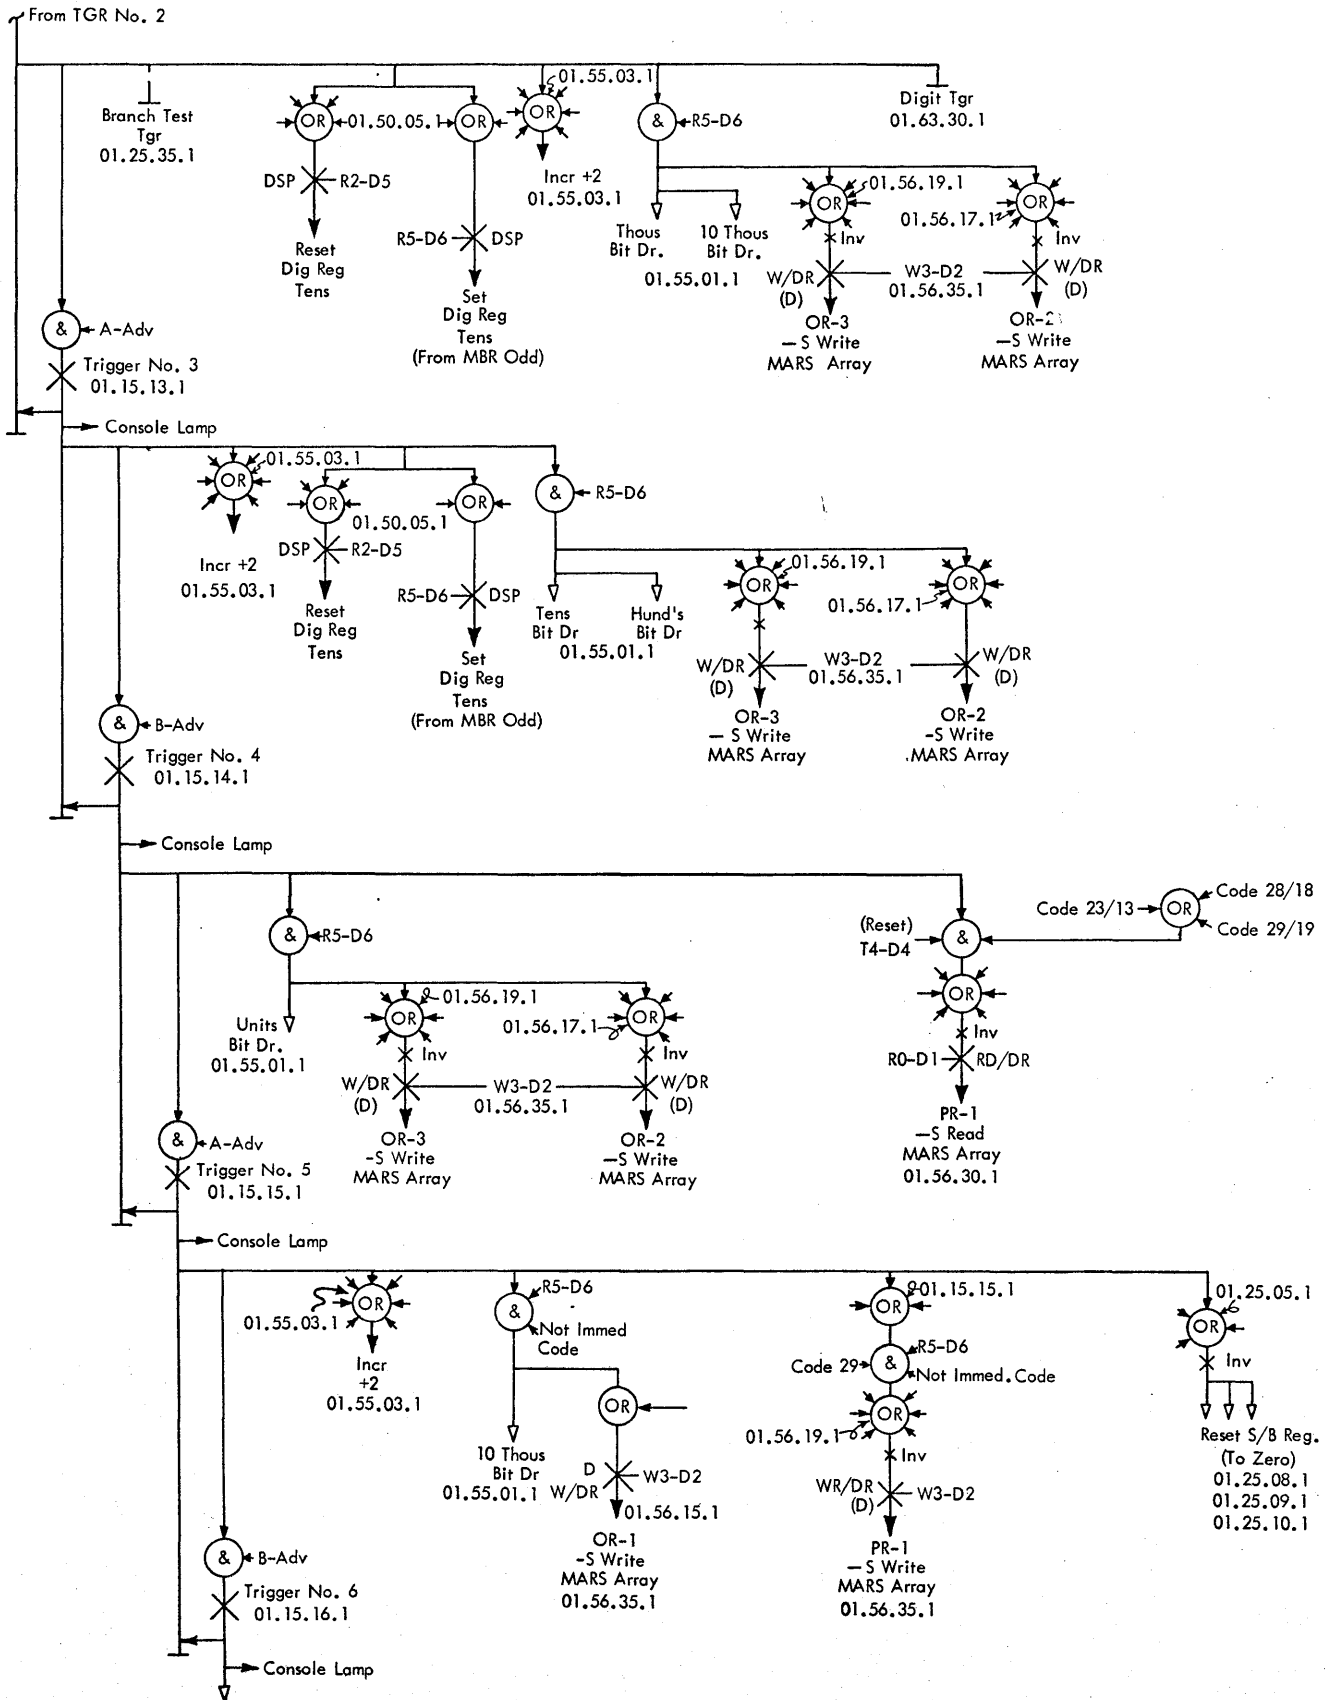 From TGR No. 2
Branch Test
Tgr
01.25.35.1
OR
01.50.05.1
OR
01.55.03.1
OR
Incr +2
01.55.03.1
&
R5-D6
Digit Tgr
01.63.30.1
DSP
R2-D5
Reset
Dig Reg
Tens
R5-D6
DSP
Set
Dig Reg
Tens
(From MBR Odd)
Thous
Bit Dr.
10 Thous
Bit Dr.
01.55.01.1
OR
01.56.19.1
Inv
01.56.17.1
OR
Inv
W/DR
(D)
W3-D2
01.56.35.1
W/DR
(D)
OR-3
—S Write
MARS Array
OR-2
—S Write
MARS Array
&
A-Adv
Trigger No. 3
01.15.13.1
Console Lamp
OR
01.55.03.1
Incr +2
01.55.03.1
OR
01.50.05.1
OR
DSP
R2-D5
Reset
Dig Reg
Tens
R5-D6
DSP
Set
Dig Reg
Tens
(From MBR Odd)
&
R5-D6
Tens
Bit Dr
Hund's
Bit Dr
01.55.01.1
OR
01.56.19.1
01.56.17.1
OR
W/DR
(D)
W3-D2
01.56.35.1
W/DR
(D)
OR-3
— S Write
MARS Array
OR-2
-S Write
MARS Array
&
B-Adv
Trigger No. 4
01.15.14.1
Console Lamp
&
R5-D6
Units
Bit Dr.
01.55.01.1
OR
01.56.19.1
Inv
01.56.17.1
OR
Inv
W/DR
(D)
W3-D2
01.56.35.1
W/DR
(D)
OR-3
-S Write
MARS Array
OR-2
—S Write
MARS Array
Code 23/13
OR
Code 28/18
Code 29/19
(Reset)
T4-D4
&
OR
Inv
R0-D1
RD/DR
PR-1
—S Read
MARS Array
01.56.30.1
&
A-Adv
Trigger No. 5
01.15.15.1
Console Lamp
01.55.03.1
OR
Incr
+2
01.55.03.1
R5-D6
&
Not Immed
Code
10 Thous
Bit Dr
01.55.01.1
OR
D
W/DR
W3-D2
01.56.15.1
OR-1
-S Write
MARS Array
01.56.35.1
01.15.15.1
OR
Code 29
&
R5-D6
Not Immed. Code
01.56.19.1
OR
Inv
WR/DR
(D)
W3-D2
PR-1
—S Write
MARS Array
01.56.35.1
01.25.05.1
OR
Inv
Reset S/B Reg.
(To Zero)
01.25.08.1
01.25.09.1
01.25.10.1
&
B-Adv
Trigger No. 6
01.15.16.1
Console Lamp